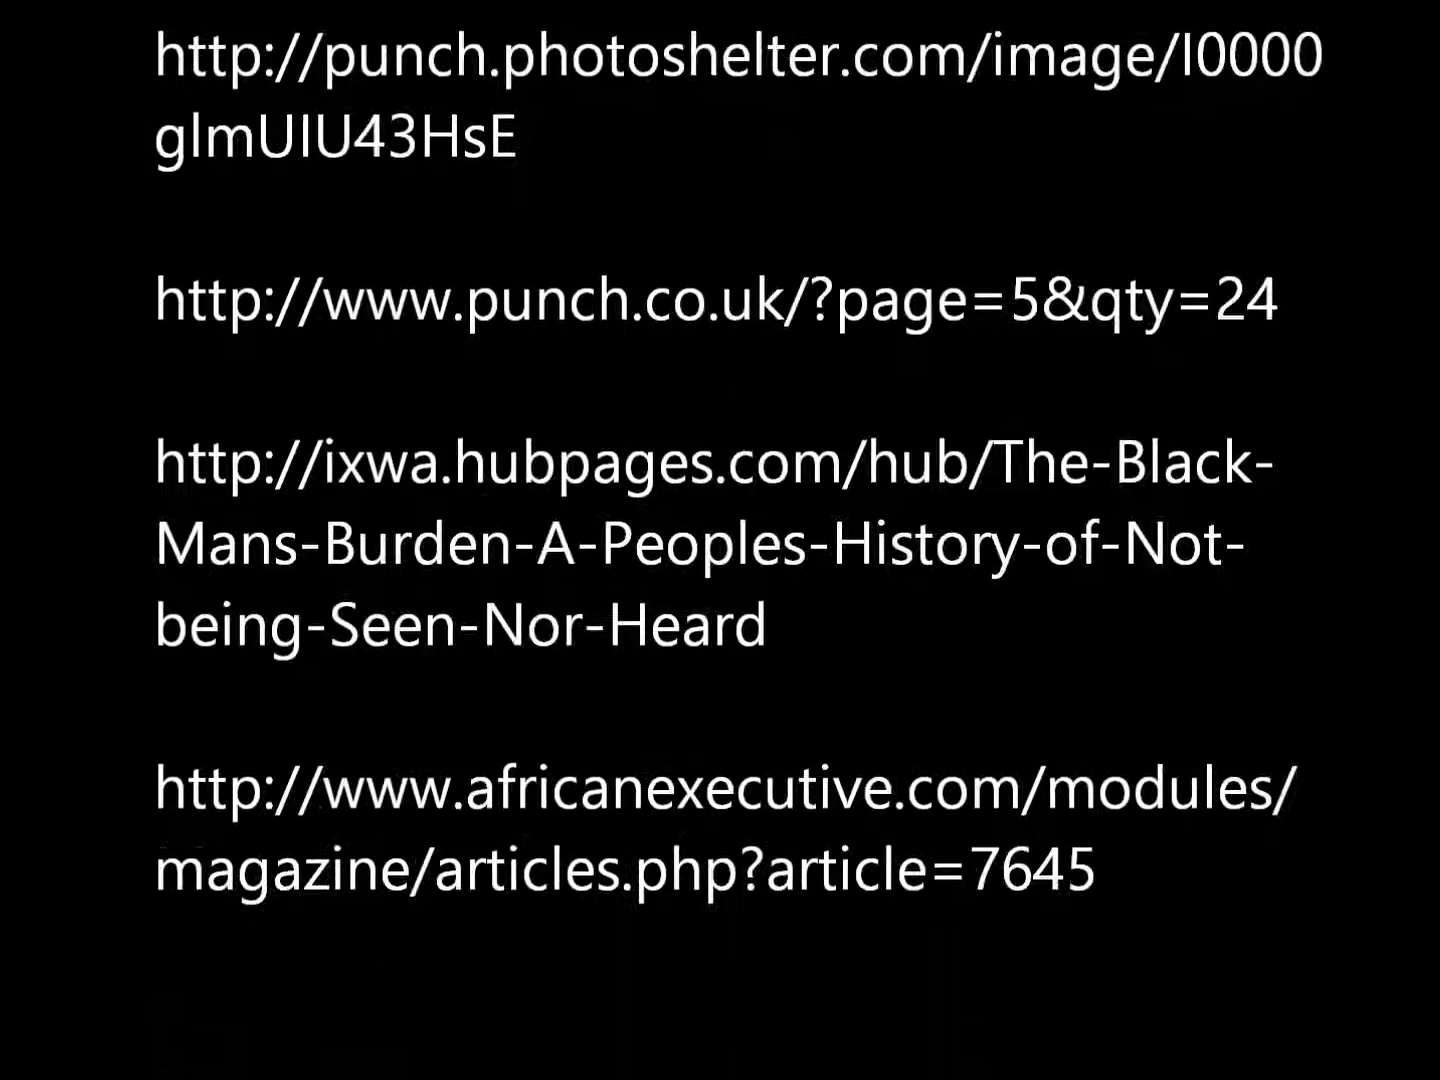 http://punch.photoshelter.com/image/I0000
glmUIU43HsE
http://www.punch.co.uk/?page=5&qty=24
http://ixwa.hubpages.com/hub/The-Black-
Mans-Burden-A-Peoples-History-of-Not-
being-Seen-Nor-Heard
http://www.africanexecutive.com/modules/
magazine/articles.php?article=7645